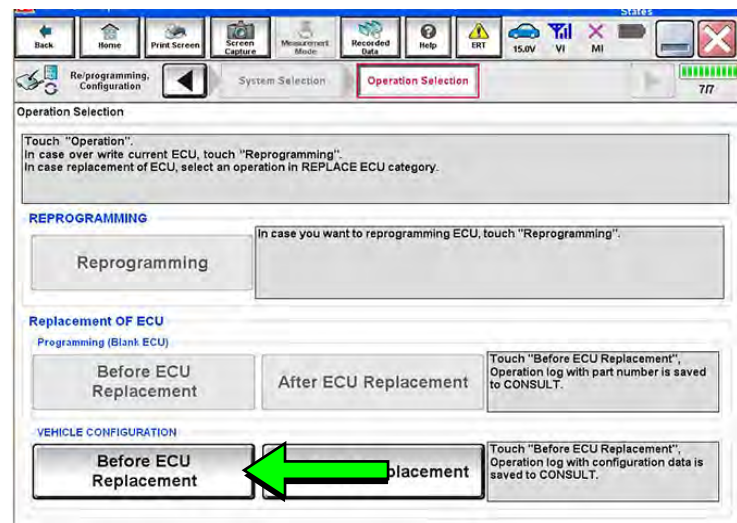 States
Back
Home
Print Screen
Screen Capture
Measurement Mode
Recorded Data
Help
ERT
15.0V
VI
MI
Re/programming, Configuration
System Selection
Operation Selection
7/7
Operation Selection
Touch "Operation".
In case over write current ECU, touch "Reprogramming".
In case replacement of ECU, select an operation in REPLACE ECU category.
REPROGRAMMING
Reprogramming
In case you want to reprogramming ECU, touch "Reprogramming".
Replacement OF ECU
Programming (Blank ECU)
Before ECU
Replacement
After ECU Replacement
Touch "Before ECU Replacement",
Operation log with part number is saved
to CONSULT.
VEHICLE CONFIGURATION
Before ECU
Replacement
placement
Touch "Before ECU Replacement",
Operation log with configuration data is
saved to CONSULT.